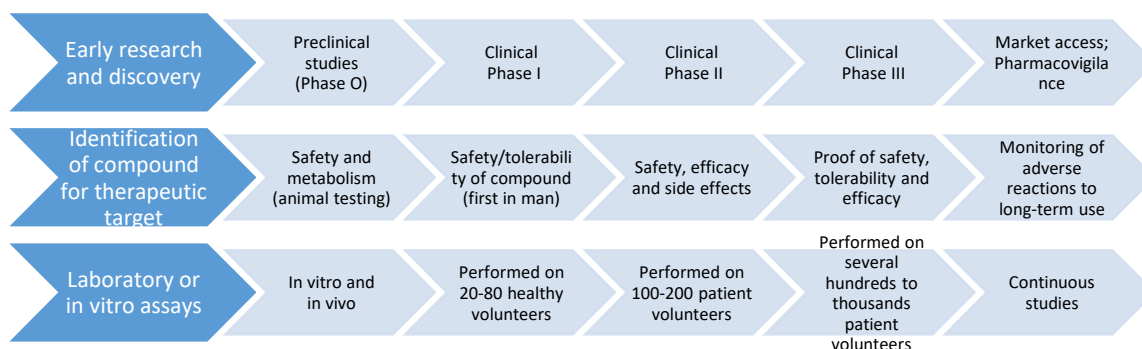 Early research
and discovery
Preclinical
studies
(Phase O)
Clinical
Phase I
Clinical
Phase II
Clinical
Phase III
Market access;
Pharmacovigila
nce
Identification
of compound
for therapeutic
target
Safety and
metabolism
(animal testing)
Safety/tolerabili
ty of compound
(first in man)
Safety, efficacy
and side effects
Proof of safety,
tolerability and
efficacy
Monitoring of
adverse
reactions to
long-term use
Laboratory or
in vitro assays
In vitro and
in vivo
Performed on
20-80 healthy
volunteers
Performed on
100-200 patient
volunteers
Performed on
several
hundreds to
thousands
patient
volunteers
Continuous
studies